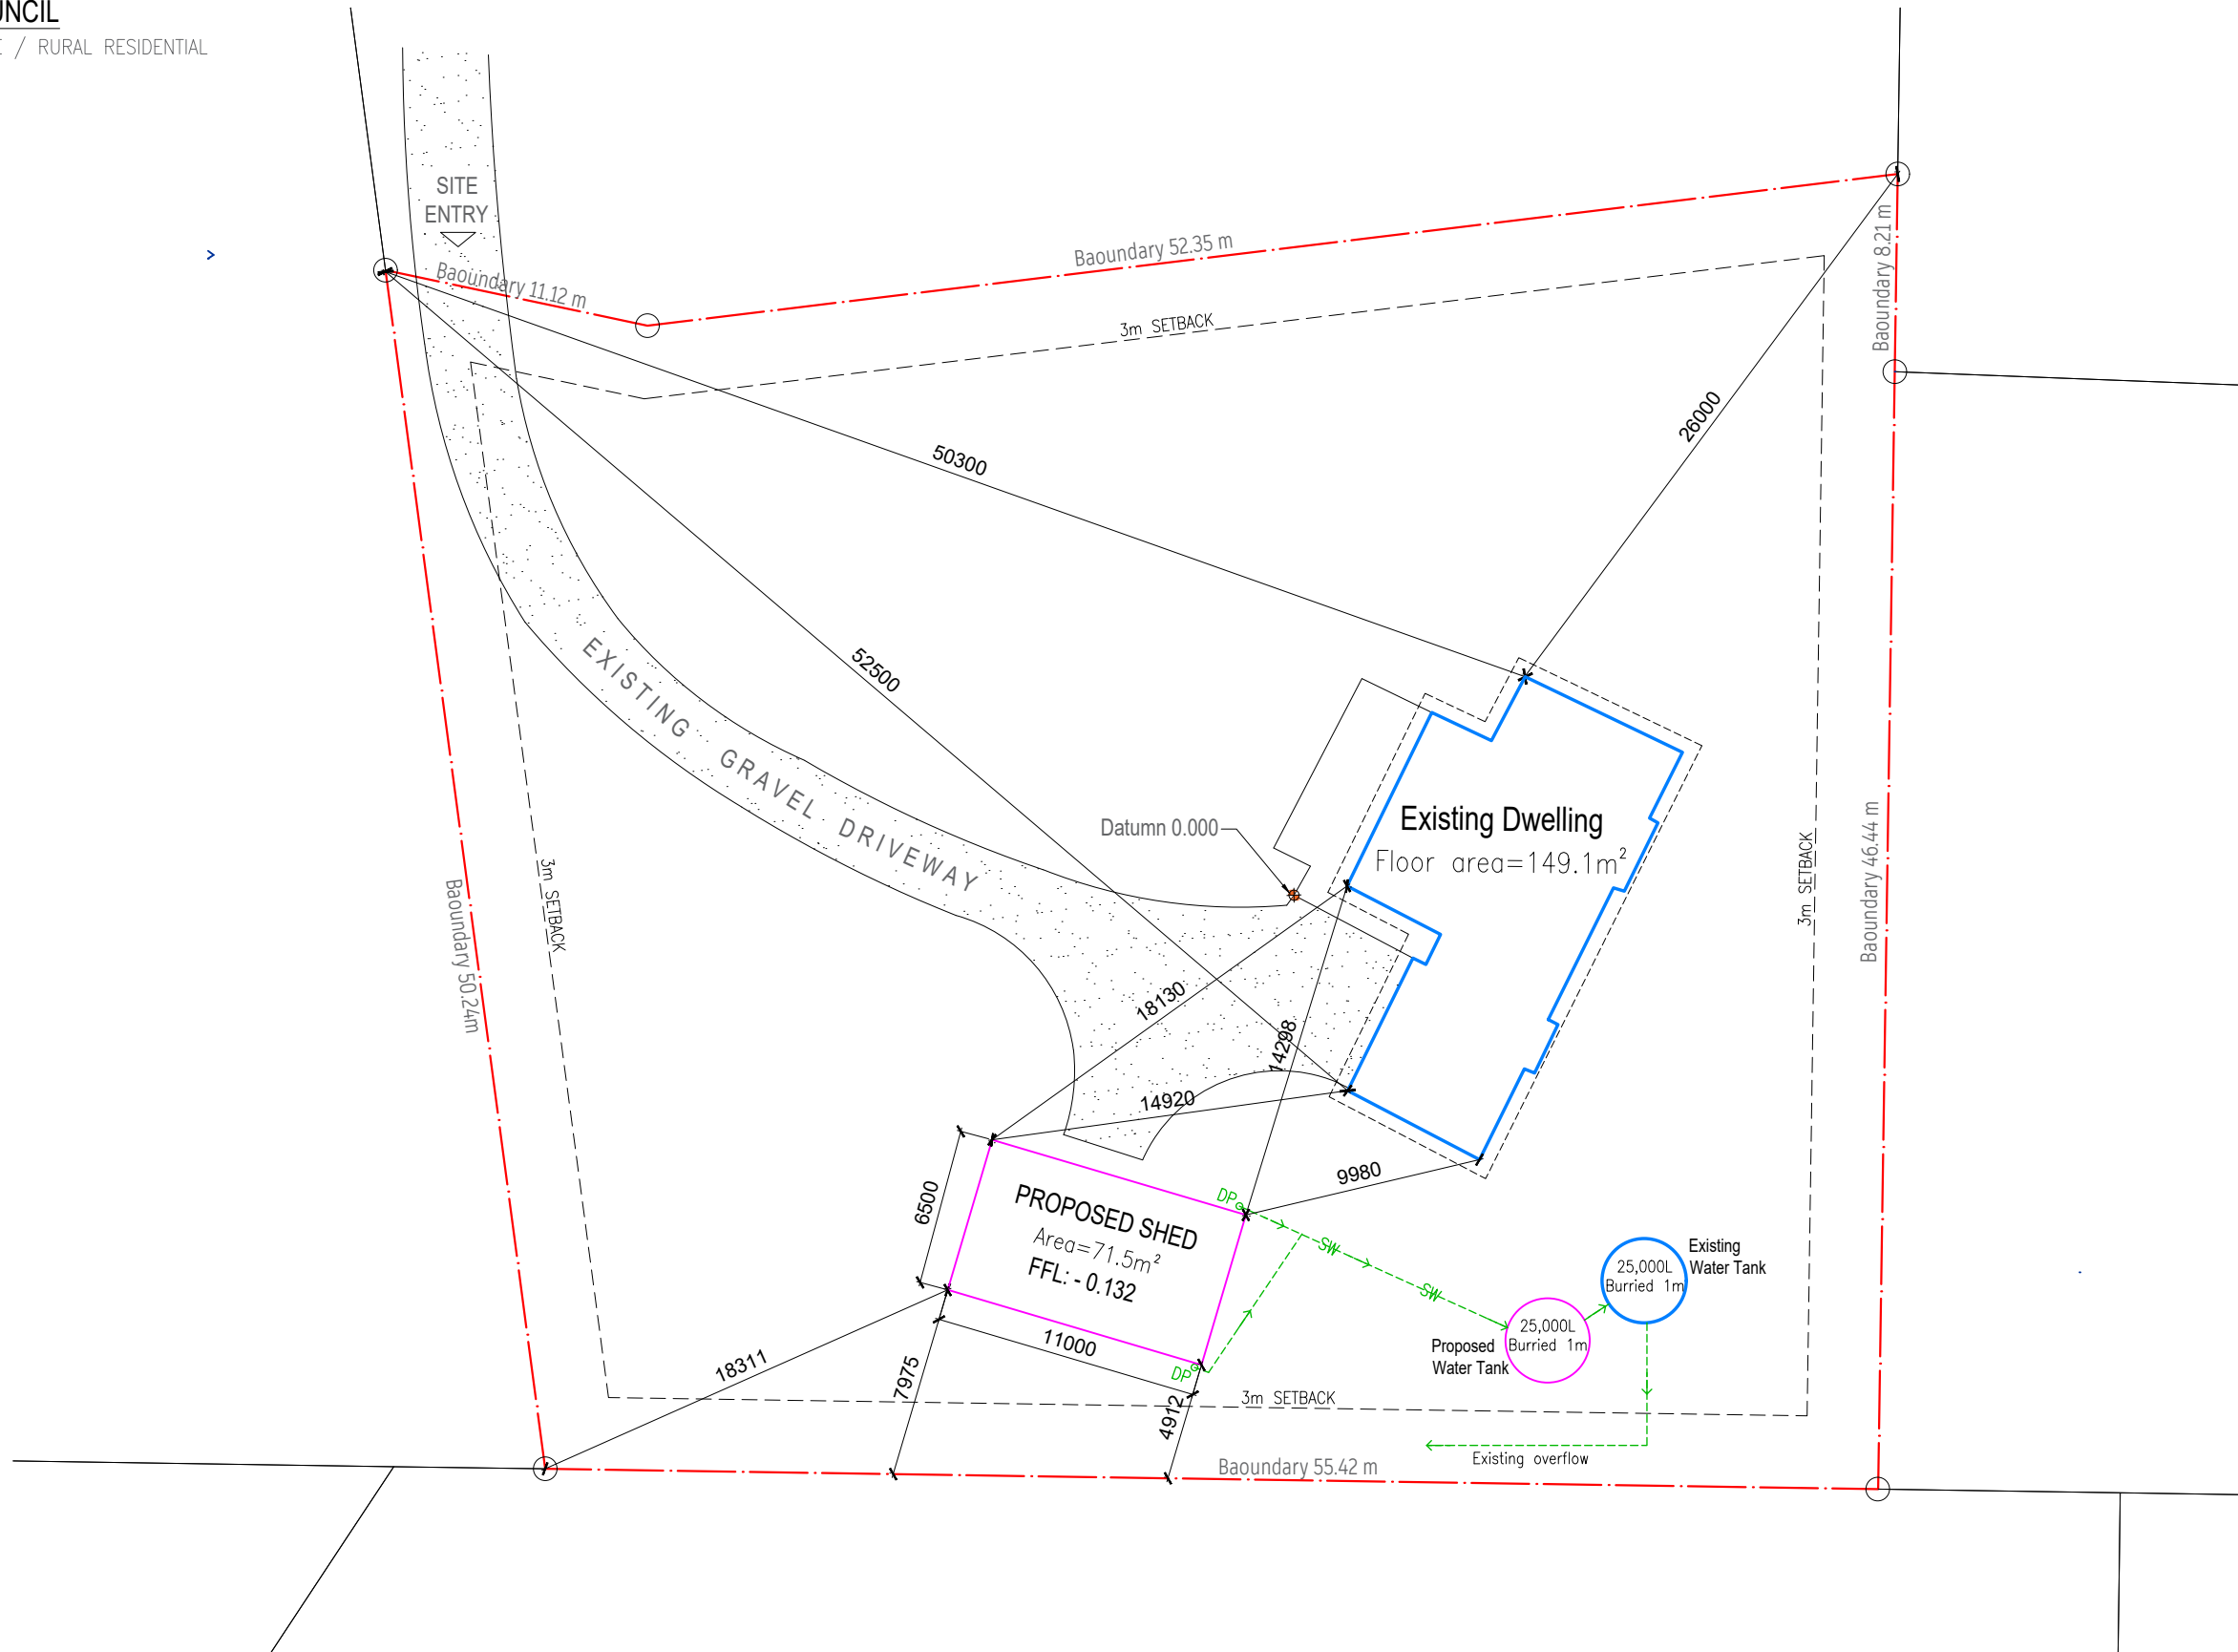 UNCIL
/ RURAL RESIDENTIAL
SITE
ENTRY
Baoundary 11.12 m
Baoundary 52.35 m
Baoundary 8.21 m
3m SETBACK
26000
50300
52500
EXISTING GRAVEL DRIVEWAY
Datumn 0.000
Existing Dwelling
Floor area=149.1m²
3m SETBACK
Baoundary 46.44 m
3m SETBACK
Baoundary 50.24m
18130
14298
14920
9980
6500
PROPOSED SHED
Area=71.5m²
FFL: - 0.132
DP
SW
SW
Existing
Water Tank
25,000L
Burried 1m
25,000L
Burried 1m
Proposed
Water Tank
11000
18311
7975
DP
4912
3m SETBACK
Existing overflow
Baoundary 55.42 m